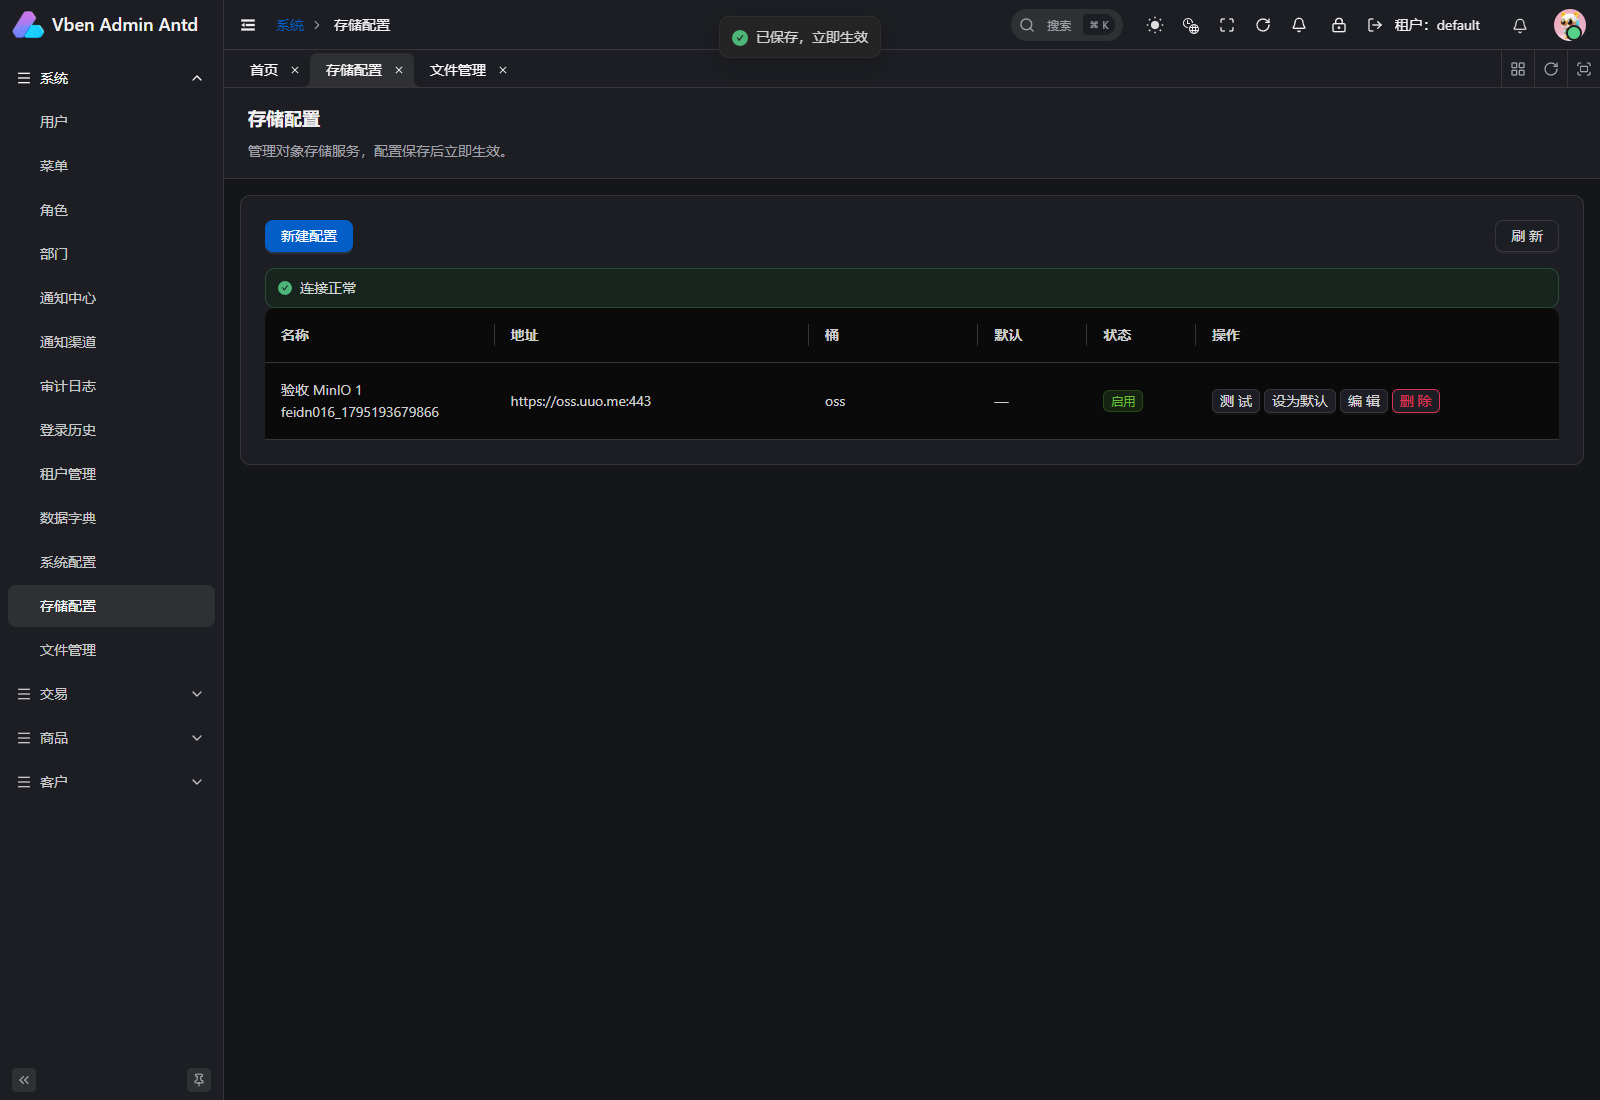 Vben Admin Antd
系统
存储配置
已保存，立即生效
搜索
⌘ K
租户：default
首页
存储配置
文件管理
系统
用户
菜单
角色
部门
通知中心
通知渠道
审计日志
登录历史
租户管理
数据字典
系统配置
存储配置
文件管理
交易
商品
客户
存储配置
管理对象存储服务，配置保存后立即生效。
新建配置
刷 新
连接正常
名称
地址
桶
默认
状态
操作
验收 MinIO 1
feidn016_1795193679866
https://oss.uuo.me:443
oss
—
启用
测 试
设为默认
编 辑
删 除